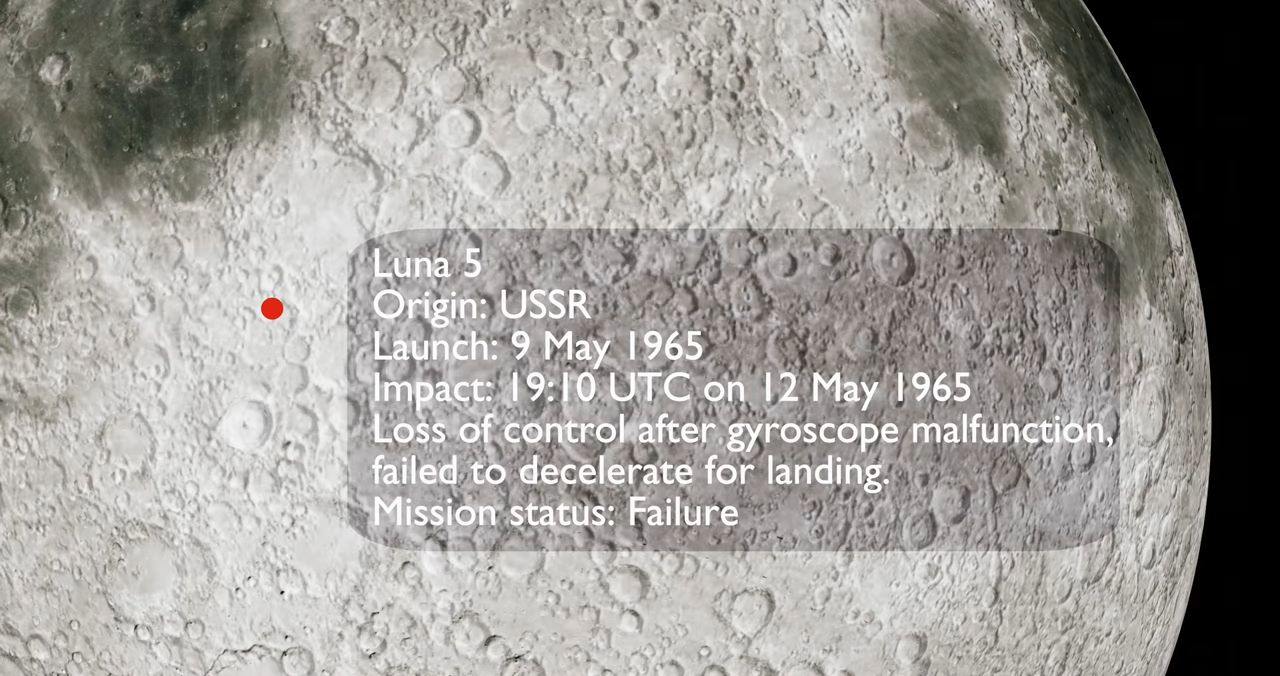 Luna 5
Origin: USSR
Launch: 9 May 1965
Impact: 19:10 UTC on 12 May 1965
Loss of control after gyroscope malfunction,
failed to decelerate for landing.
Mission status: Failure